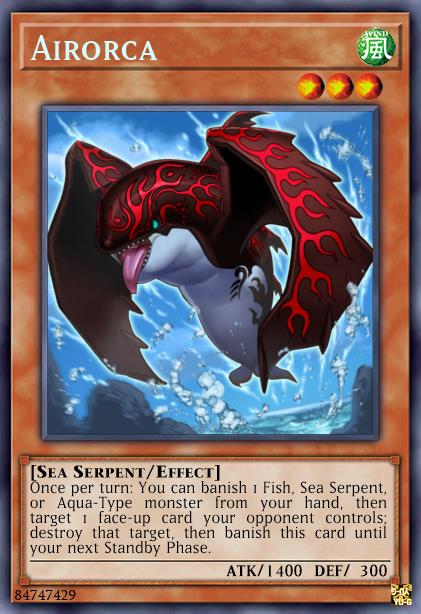 AIRORCA
WIND
風
[SEA SERPENT/EFFECT]
Once per turn: You can banish 1 Fish, Sea Serpent,
or Aqua-Type monster from your hand, then
target 1 face-up card your opponent controls;
destroy that target, then banish this card until
your next Standby Phase.
ATK/1400 DEF/ 300
84747429